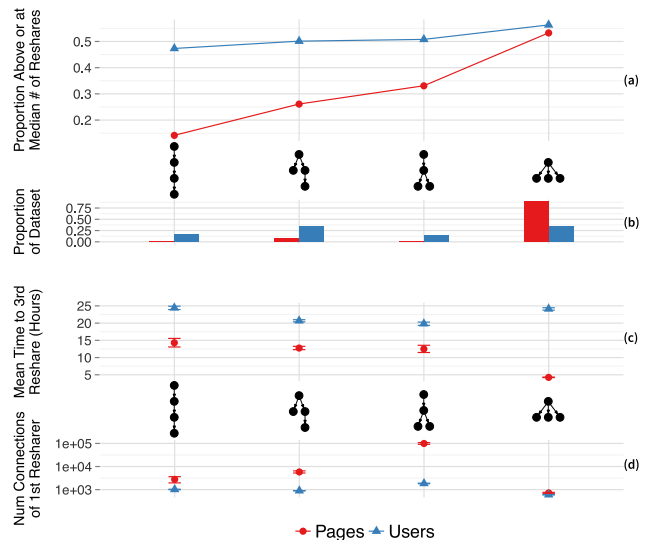 Proportion Above or at
Median # of Reshares
0.5
0.4
0.3
0.2
(a)
Proportion
of Dataset
0.75
0.50
0.25
0.00
(b)
Mean Time to 3rd
Reshare (Hours)
25
20
15
10
5
(c)
Num Connections
of 1st Resharer
1e+05
1e+04
1e+03
(d)
Pages Users